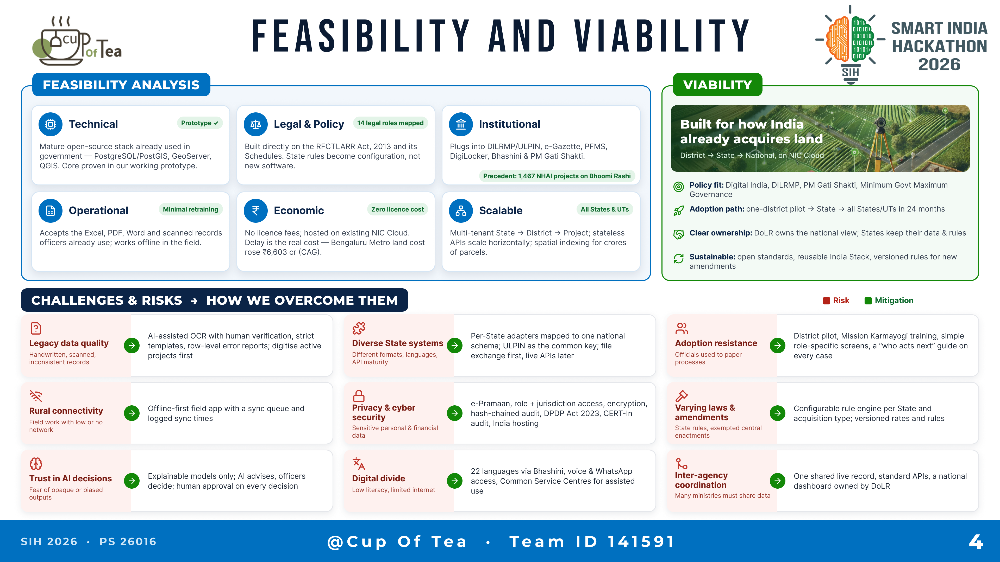 cup of Tea
FEASIBILITY AND VIABILITY
SIH
SMART INDIA
HACKATHON
2026
FEASIBILITY ANALYSIS
Technical
Prototype ✓
Mature open-source stack already used in
government — PostgreSQL/PostGIS, GeoServer,
QGIS. Core proven in our working prototype.
Legal & Policy
14 legal roles mapped
Built directly on the RFCTLARR Act, 2013 and its
Schedules. State rules become configuration, not
new software.
Institutional
Plugs into DILRMP/ULPIN, e-Gazette, PFMS,
DigiLocker, Bhashini & PM Gati Shakti.
Precedent: 1,467 NHAI projects on Bhoomi Rashi
Operational
Minimal retraining
Accepts the Excel, PDF, Word and scanned records
officers already use; works offline in the field.
Economic
Zero licence cost
No licence fees; hosted on existing NIC Cloud.
Delay is the real cost — Bengaluru Metro land cost
rose ₹6,603 cr (CAG).
Scalable
All States & UTs
Multi-tenant State → District → Project; stateless
APIs scale horizontally; spatial indexing for crores
of parcels.
VIABILITY
Built for how India
already acquires land
District → State → National, on NIC Cloud
Policy fit: Digital India, DILRMP, PM Gati Shakti, Minimum Govt Maximum
Governance
Adoption path: one-district pilot → State → all States/UTs in 24 months
Clear ownership: DoLR owns the national view; States keep their data & rules
Sustainable: open standards, reusable India Stack, versioned rules for new
amendments
CHALLENGES & RISKS → HOW WE OVERCOME THEM
Risk
Mitigation
Legacy data quality
Handwritten, scanned,
inconsistent records
AI-assisted OCR with human verification, strict
templates, row-level error reports; digitise active
projects first
Diverse State systems
Different formats, languages,
API maturity
Per-State adapters mapped to one national
schema; ULPIN as the common key; file
exchange first, live APIs later
Adoption resistance
Officials used to paper
processes
District pilot, Mission Karmayogi training, simple
role-specific screens, a “who acts next” guide on
every case
Rural connectivity
Field work with low or no
network
Offline-first field app with a sync queue and
logged sync times
Privacy & cyber
security
Sensitive personal & financial
data
e-Pramaan, role + jurisdiction access, encryption,
hash-chained audit, DPDP Act 2023, CERT-In
audit, India hosting
Varying laws &
amendments
State rules, exempted central
enactments
Configurable rule engine per State and
acquisition type; versioned rates and rules
Trust in AI decisions
Fear of opaque or biased
outputs
Explainable models only; AI advises, officers
decide; human approval on every decision
Digital divide
Low literacy, limited internet
22 languages via Bhashini, voice & WhatsApp
access, Common Service Centres for assisted
use
Inter-agency
coordination
Many ministries must share data
One shared live record, standard APIs, a national
dashboard owned by DoLR
SIH 2026 · PS 26016
@Cup Of Tea · Team ID 141591
4